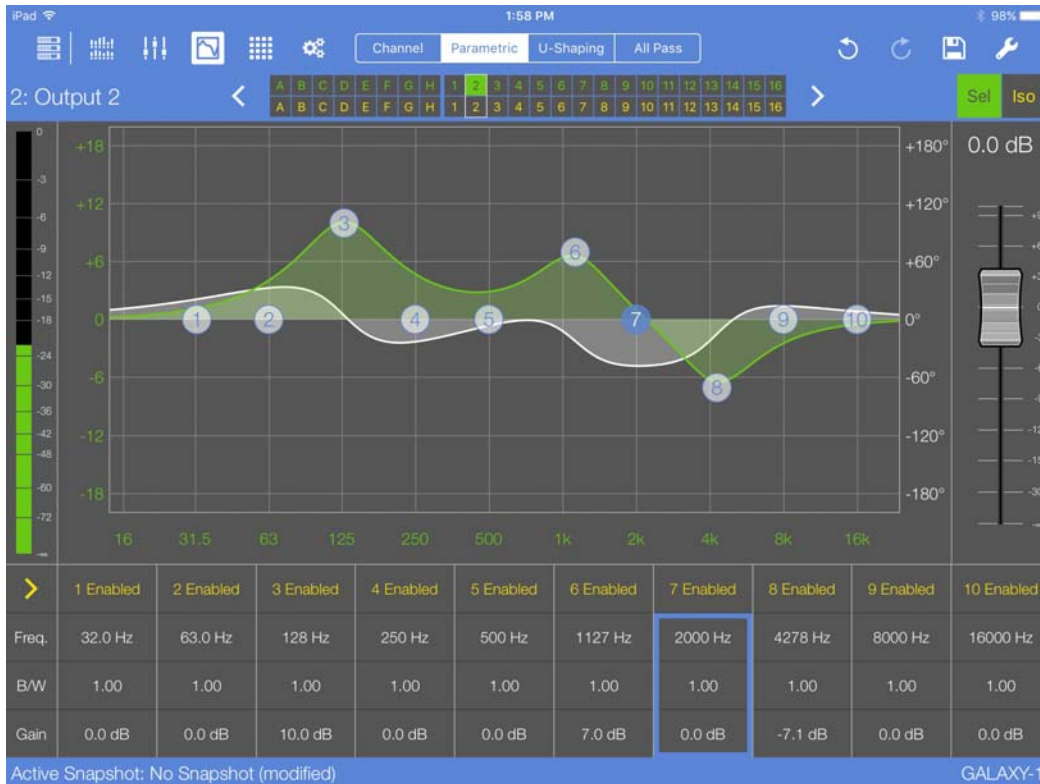 iPad 1:58 PM 98%
Channel Parametric U-Shaping All Pass
2: Output 2
A B C D E F G H 1 2 3 4 5 6 7 8 9 10 11 12 13 14 15 16
A B C D E F G H 1 2 3 4 5 6 7 8 9 10 11 12 13 14 15 16
Sel Iso
0
-3
-6
-9
-12
-15
-18
-24
-30
-36
-42
-48
-60
-72
-∞
+18
+12
+6
0
-6
-12
-18
1 2 3 4 5 6 7 8 9 10
+180°
+120°
+60°
0°
-60°
-120°
-180°
16 31.5 63 125 250 500 1k 2k 4k 8k 16k
0.0 dB
1 Enabled 2 Enabled 3 Enabled 4 Enabled 5 Enabled 6 Enabled 7 Enabled 8 Enabled 9 Enabled 10 Enabled
Freq. 32.0 Hz 63.0 Hz 128 Hz 250 Hz 500 Hz 1127 Hz 2000 Hz 4278 Hz 8000 Hz 16000 Hz
B/W 1.00 1.00 1.00 1.00 1.00 1.00 1.00 1.00 1.00 1.00
Gain 0.0 dB 0.0 dB 10.0 dB 0.0 dB 0.0 dB 7.0 dB 0.0 dB -7.1 dB 0.0 dB 0.0 dB
Active Snapshot: No Snapshot (modified)
GALAXY-1